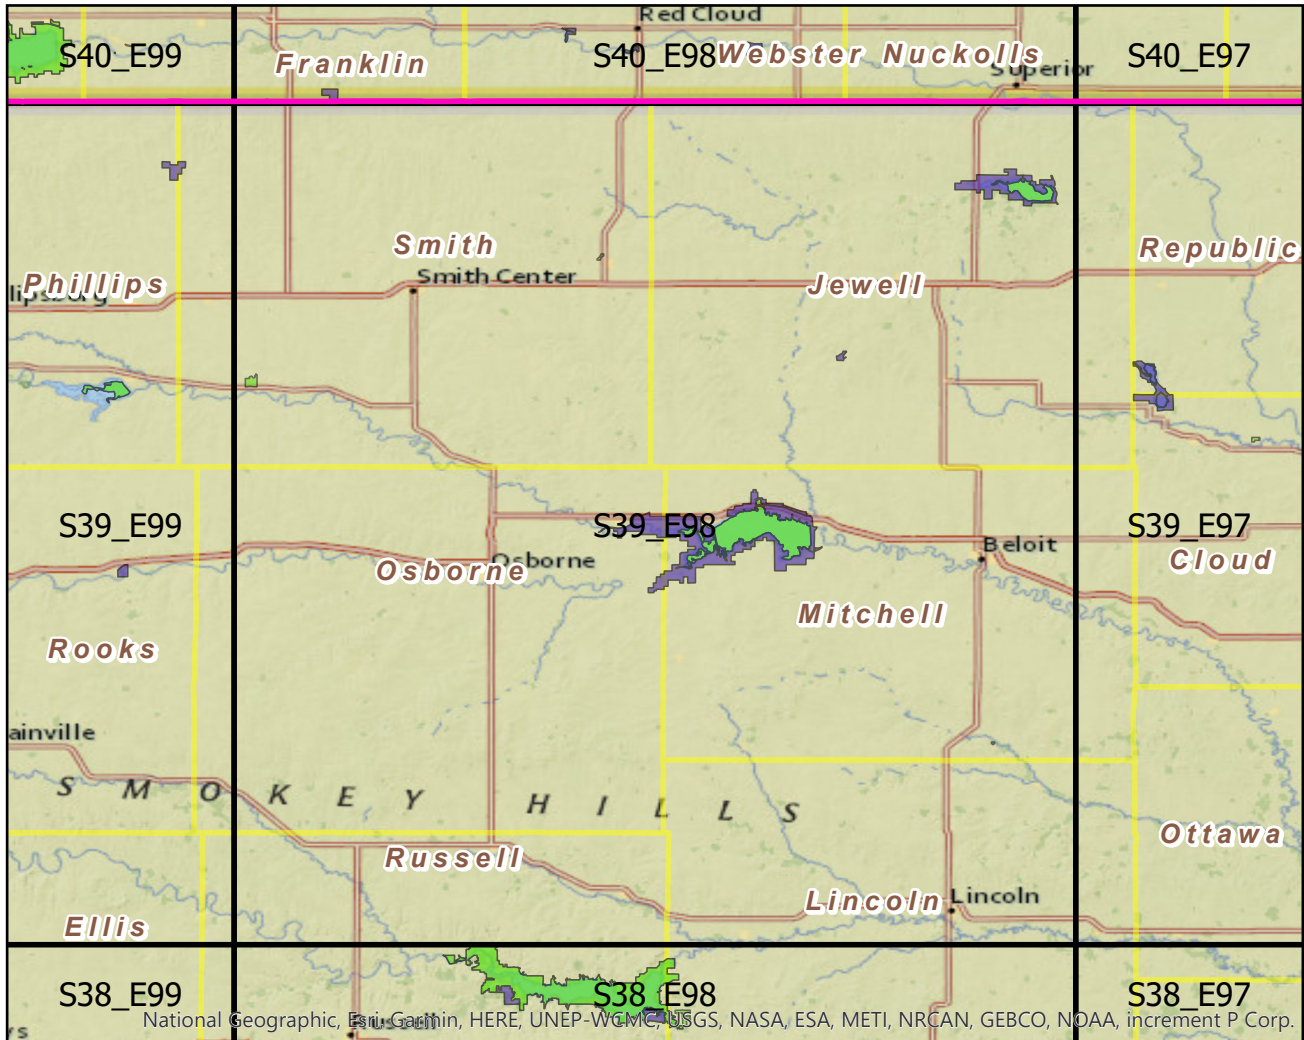 Red Cloud
S40_E99
Franklin
S40_E98
Webster
Nuckolls
S40_E97
Superior
Smith
Republic
Smith Center
Phillips
Jewell
S39_E99
S39_E98
S39_E97
Beloit
Osborne
Osborne
Cloud
Mitchell
Rooks
ainville
SMOKEY HILLS
Russell
Ottawa
Lincoln
Lincoln
Ellis
S38_E99
S38_E98
S38_E97
National Geographic, Esri, Garmin, HERE, UNEP-WCMC, USGS, NASA, ESA, METI, NRCAN, GEBCO, NOAA, increment P Corp.